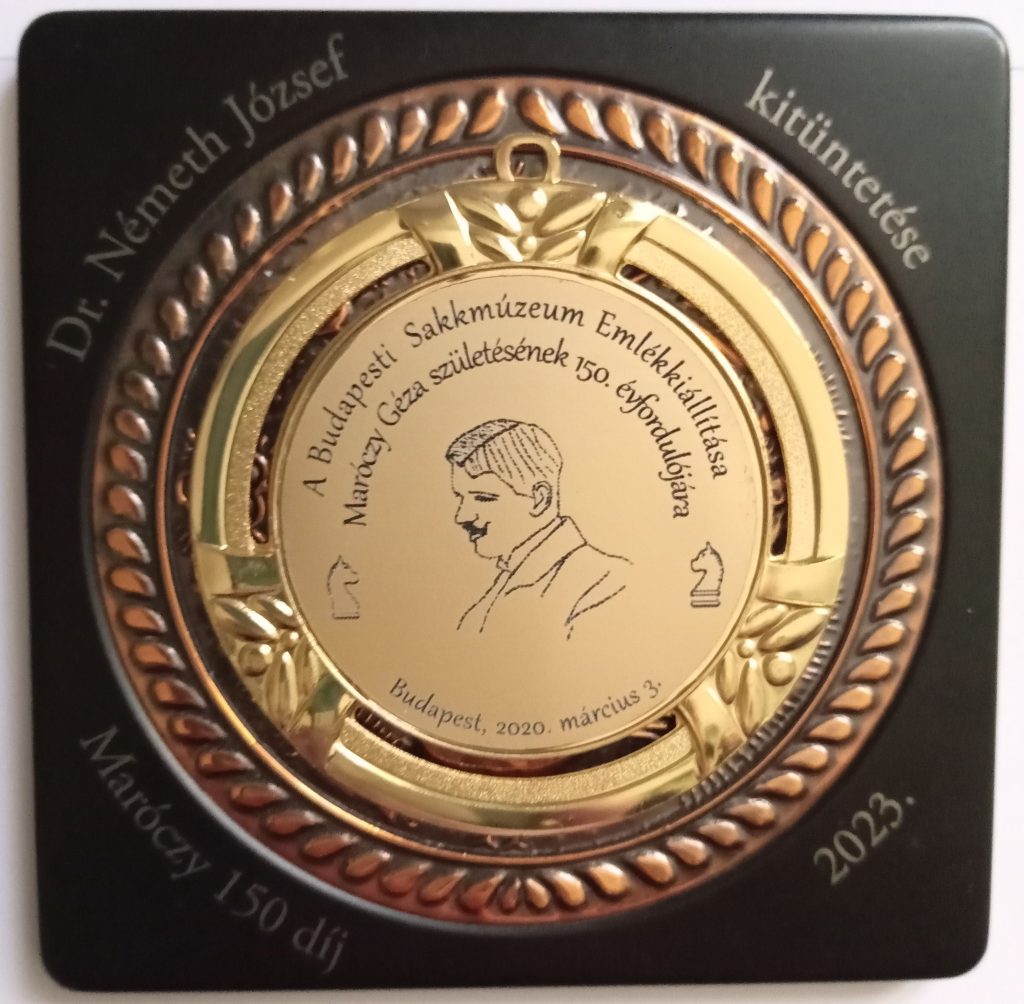 Dr. Németh József
kitüntetése
A Budapesti Sakkmúzeum Emlékkiállítása
Maróczy Géza születésének 150. évfordulójára
Budapest, 2020. március 3.
Maróczy 150 díj
2023.